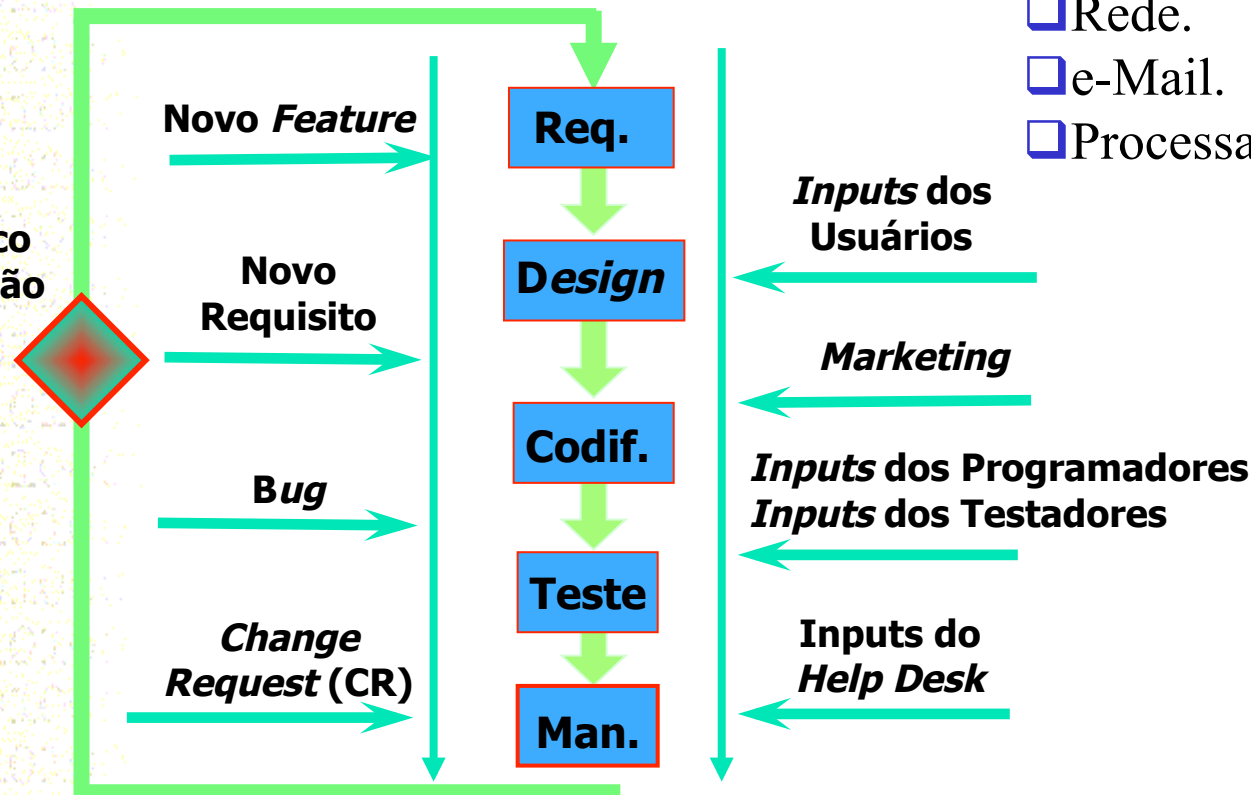 Rede.
e-Mail.
Novo Feature
Req.
Inputs dos
Usuários
Novo
Requisito
Design
Marketing
Codif.
Inputs dos Programadores
Inputs dos Testadores
Bug
Teste
Change
Request (CR)
Inputs do
Help Desk
Man.